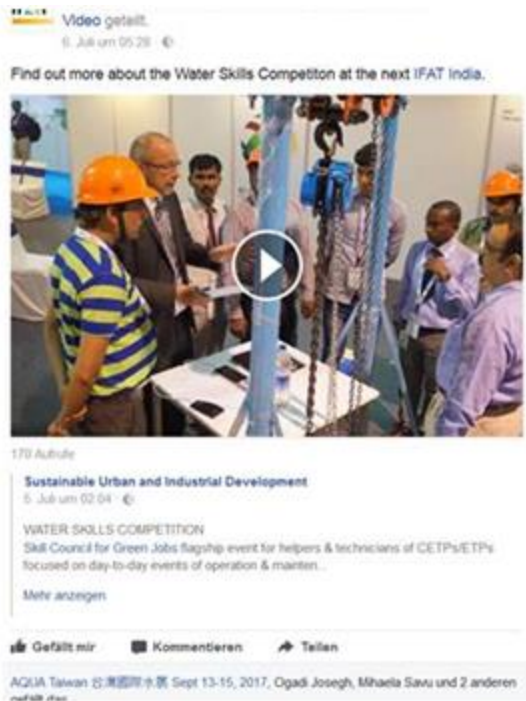 Video geteilt.
6. Juli um 05:28
Find out more about the Water Skills Competiton at the next IFAT India.
170 Aufrufe
Sustainable Urban and Industrial Development
5. Juli um 02:04
WATER SKILLS COMPETITION
Skill Council for Green Jobs flagship event for helpers & technicians of CETPs/ETPs
focused on day-to-day events of operation & mainten...
Mehr anzeigen
Gefällt mir Kommentieren Teilen
AQUA Taiwan 台灣國際水展 Sept 13-15, 2017, Ogadi Josegh, Mihaela Savu und 2 anderen
gefällt das.